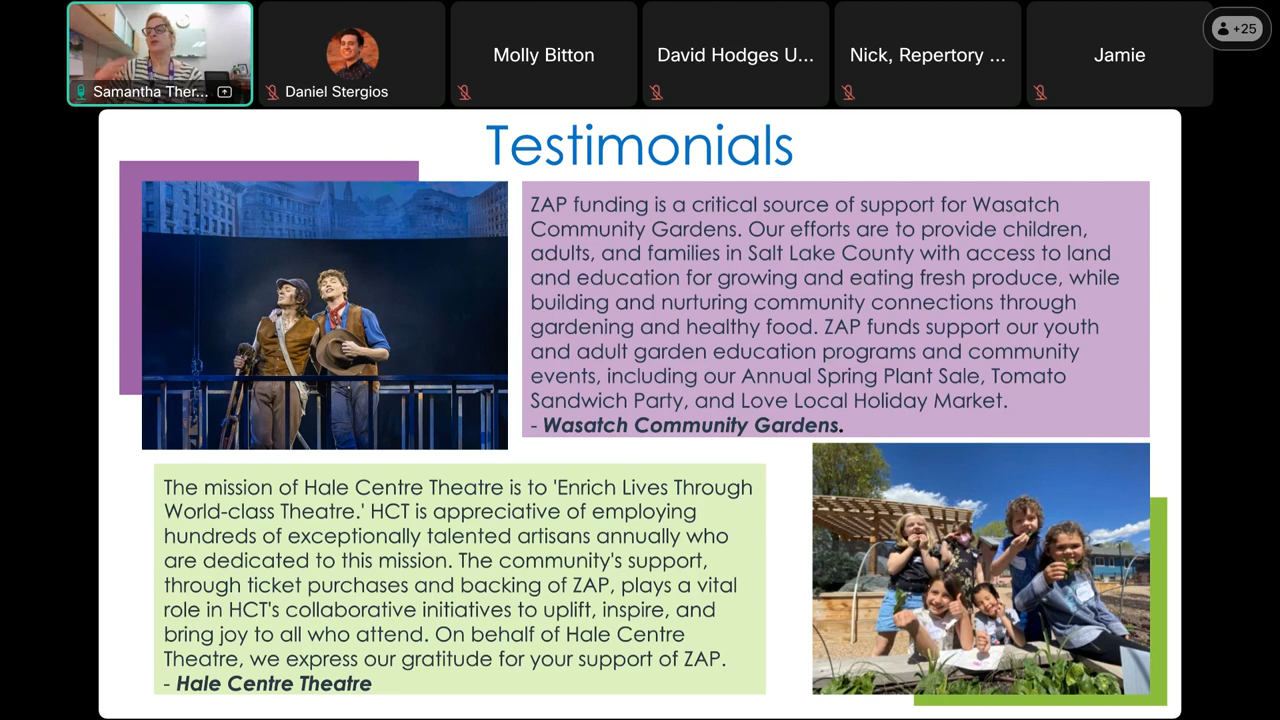 Samantha Ther...
Daniel Stergios
Molly Bitton
David Hodges U...
Nick, Repertory ...
Jamie
+25
Testimonials
ZAP funding is a critical source of support for Wasatch
Community Gardens. Our efforts are to provide children,
adults, and families in Salt Lake County with access to land
and education for growing and eating fresh produce, while
building and nurturing community connections through
gardening and healthy food. ZAP funds support our youth
and adult garden education programs and community
events, including our Annual Spring Plant Sale, Tomato
Sandwich Party, and Love Local Holiday Market.
- Wasatch Community Gardens.
The mission of Hale Centre Theatre is to 'Enrich Lives Through
World-class Theatre.' HCT is appreciative of employing
hundreds of exceptionally talented artisans annually who
are dedicated to this mission. The community's support,
through ticket purchases and backing of ZAP, plays a vital
role in HCT's collaborative initiatives to uplift, inspire, and
bring joy to all who attend. On behalf of Hale Centre
Theatre, we express our gratitude for your support of ZAP.
- Hale Centre Theatre